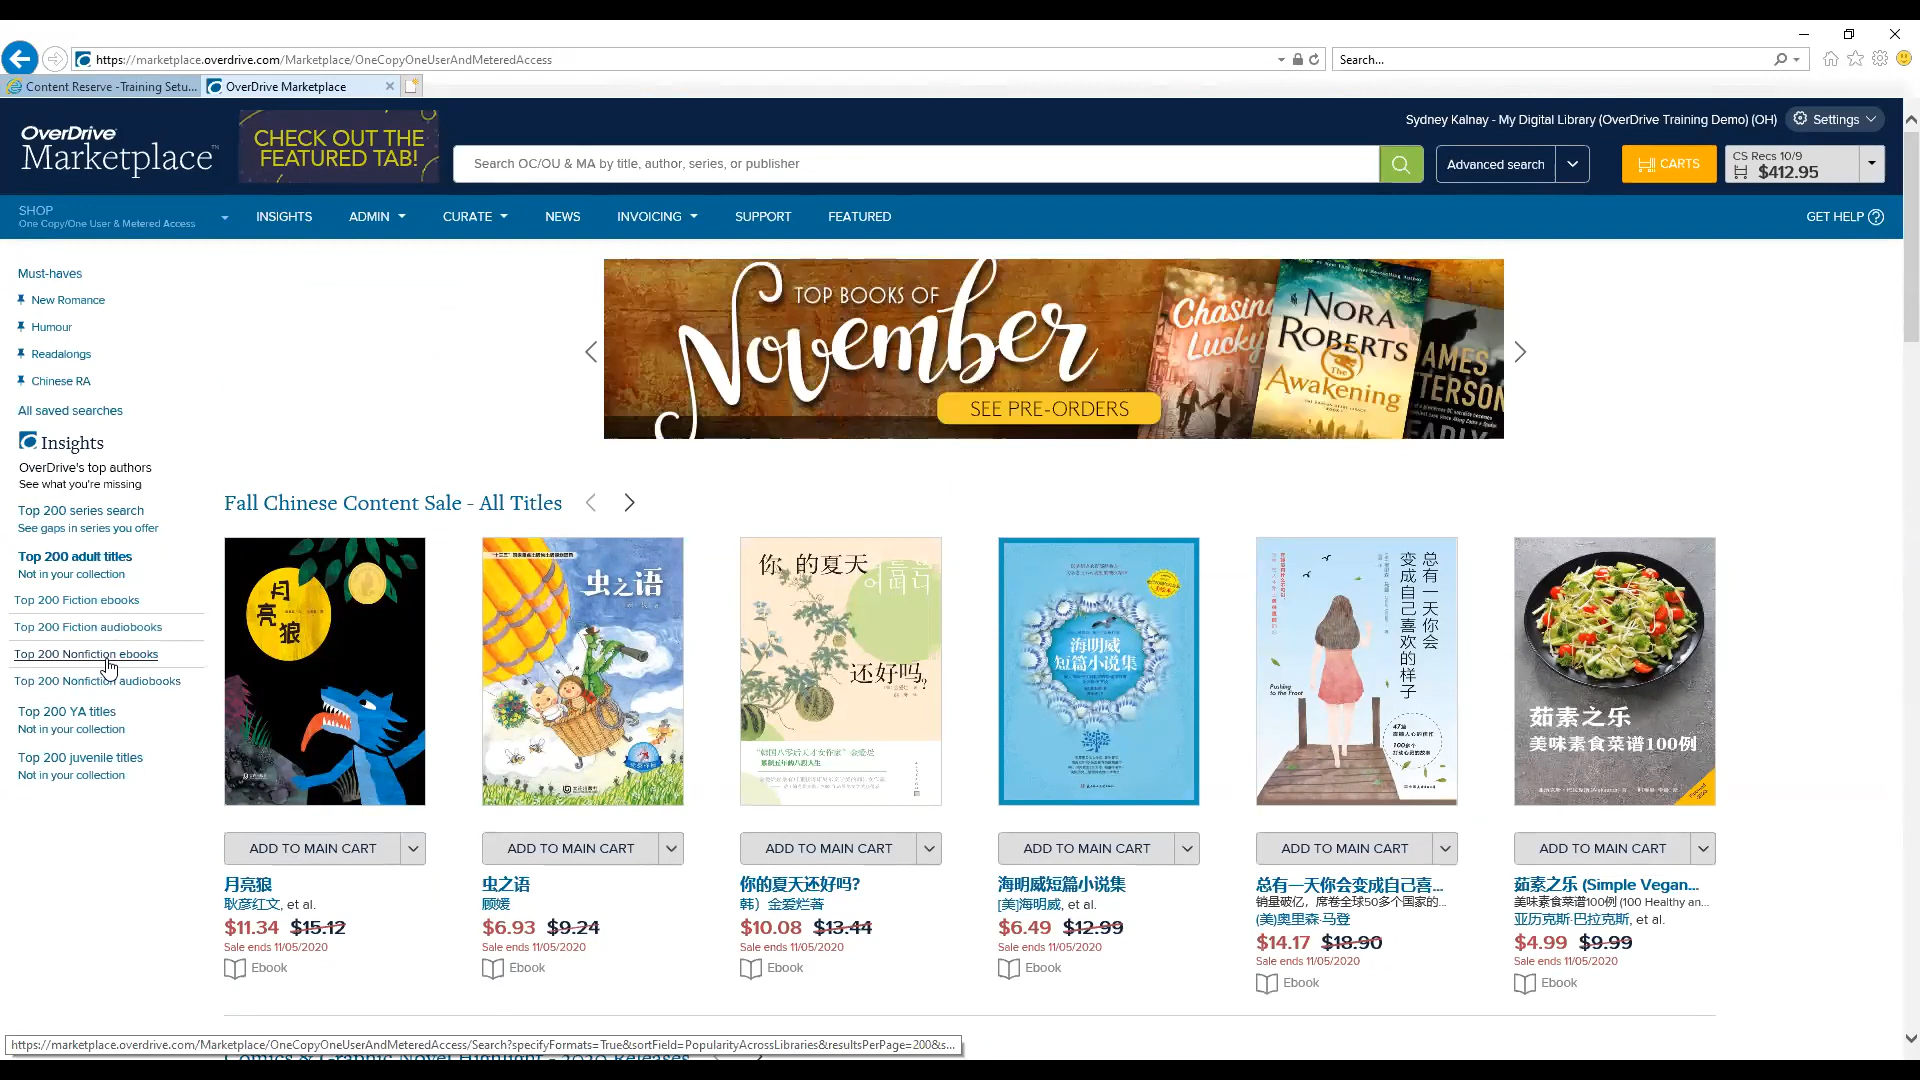 https://marketplace.overdrive.com/Marketplace/OneCopyOneUserAndMeteredAccess
Search...
Content Reserve - Training Setu...
OverDrive Marketplace
OverDrive
Marketplace™
CHECK OUT THE
FEATURED TAB!
Sydney Kalnay - My Digital Library (OverDrive Training Demo) (OH)
Settings
Search OC/OU & MA by title, author, series, or publisher
Advanced search
CARTS
CS Recs 10/9
$412.95
SHOP
One Copy/One User & Metered Access
INSIGHTS
ADMIN
CURATE
NEWS
INVOICING
SUPPORT
FEATURED
GET HELP
Must-haves
New Romance
Humour
Readalongs
Chinese RA
All saved searches
Insights
OverDrive's top authors
See what you're missing
Top 200 series search
See gaps in series you offer
Top 200 adult titles
Not in your collection
Top 200 Fiction ebooks
Top 200 Fiction audiobooks
Top 200 Nonfiction ebooks
Top 200 Nonfiction audiobooks
Top 200 YA titles
Not in your collection
Top 200 juvenile titles
Not in your collection
TOP BOOKS OF
November
SEE PRE-ORDERS
Chasing
Lucky
NORA
ROBERTS
The
Awakening
Fall Chinese Content Sale - All Titles
月亮狼
虫之语
你的夏天
还好吗?
海明威
短篇小说集
总有一天你会
变成自己喜欢的样子
Pushing
to the Front
茹素之乐
美味素食菜谱100例
ADD TO MAIN CART
ADD TO MAIN CART
ADD TO MAIN CART
ADD TO MAIN CART
ADD TO MAIN CART
ADD TO MAIN CART
月亮狼
耿彦红文, et al.
$11.34 $15.12
Sale ends 11/05/2020
Ebook
虫之语
顾媛
$6.93 $9.24
Sale ends 11/05/2020
Ebook
你的夏天还好吗?
韩）金爱烂著
$10.08 $13.44
Sale ends 11/05/2020
Ebook
海明威短篇小说集
[美]海明威, et al.
$6.49 $12.99
Sale ends 11/05/2020
Ebook
总有一天你会变成自己喜...
销量破亿，席卷全球50多个国家的...
(美)奥里森·马登
$14.17 $18.90
Sale ends 11/05/2020
Ebook
茹素之乐 (Simple Vegan...
美味素食菜谱100例 (100 Healthy an...
亚历克斯·巴拉克斯, et al.
$4.99 $9.99
Sale ends 11/05/2020
Ebook
https://marketplace.overdrive.com/Marketplace/OneCopyOneUserAndMeteredAccess/Search?specifyFormats=True&sortField=PopularityAcrossLibraries&resultsPerPage=200&s...
Comics & Graphic Novel Highlight - 2020 Releases